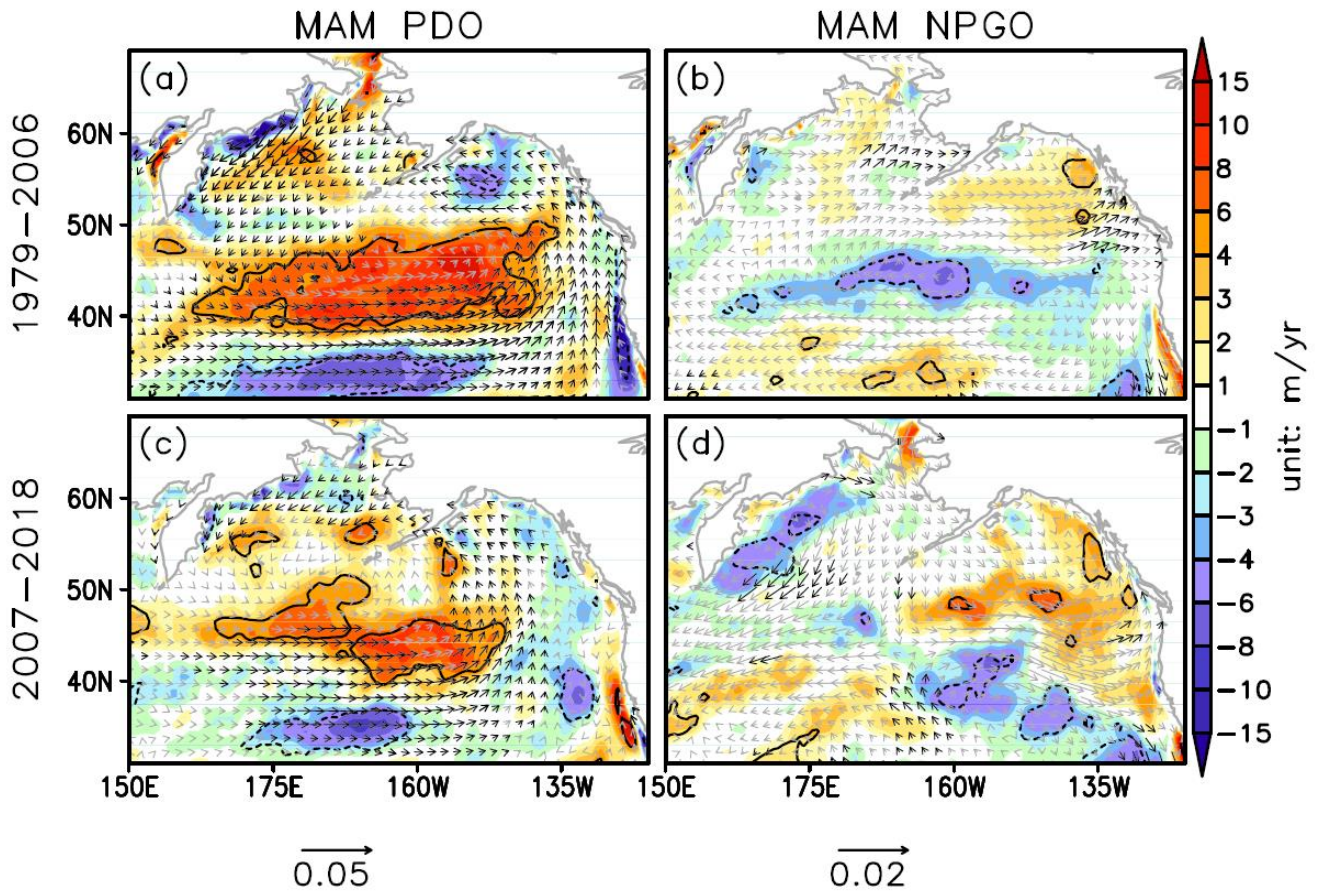 MAM PDO
MAM NPGO
1979−2006
(a)
(b)
60N
50N
40N
2007−2018
(c)
(d)
60N
50N
40N
150E
175E
160W
135W
150E
175E
160W
135W
0.05
0.02
15
10
8
6
4
3
2
1
−1
−2
−3
−4
−6
−8
−10
−15
unit: m/yr